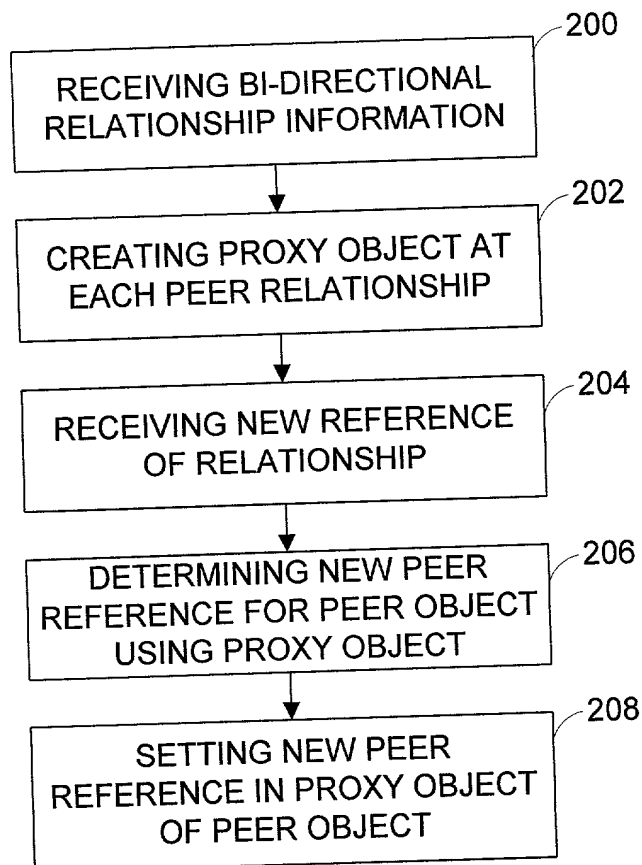 200
RECEIVING BI-DIRECTIONAL
RELATIONSHIP INFORMATION
202
CREATING PROXY OBJECT AT
EACH PEER RELATIONSHIP
204
RECEIVING NEW REFERENCE
OF RELATIONSHIP
206
DETERMINING NEW PEER
REFERENCE FOR PEER OBJECT
USING PROXY OBJECT
208
SETTING NEW PEER
REFERENCE IN PROXY OBJECT
OF PEER OBJECT